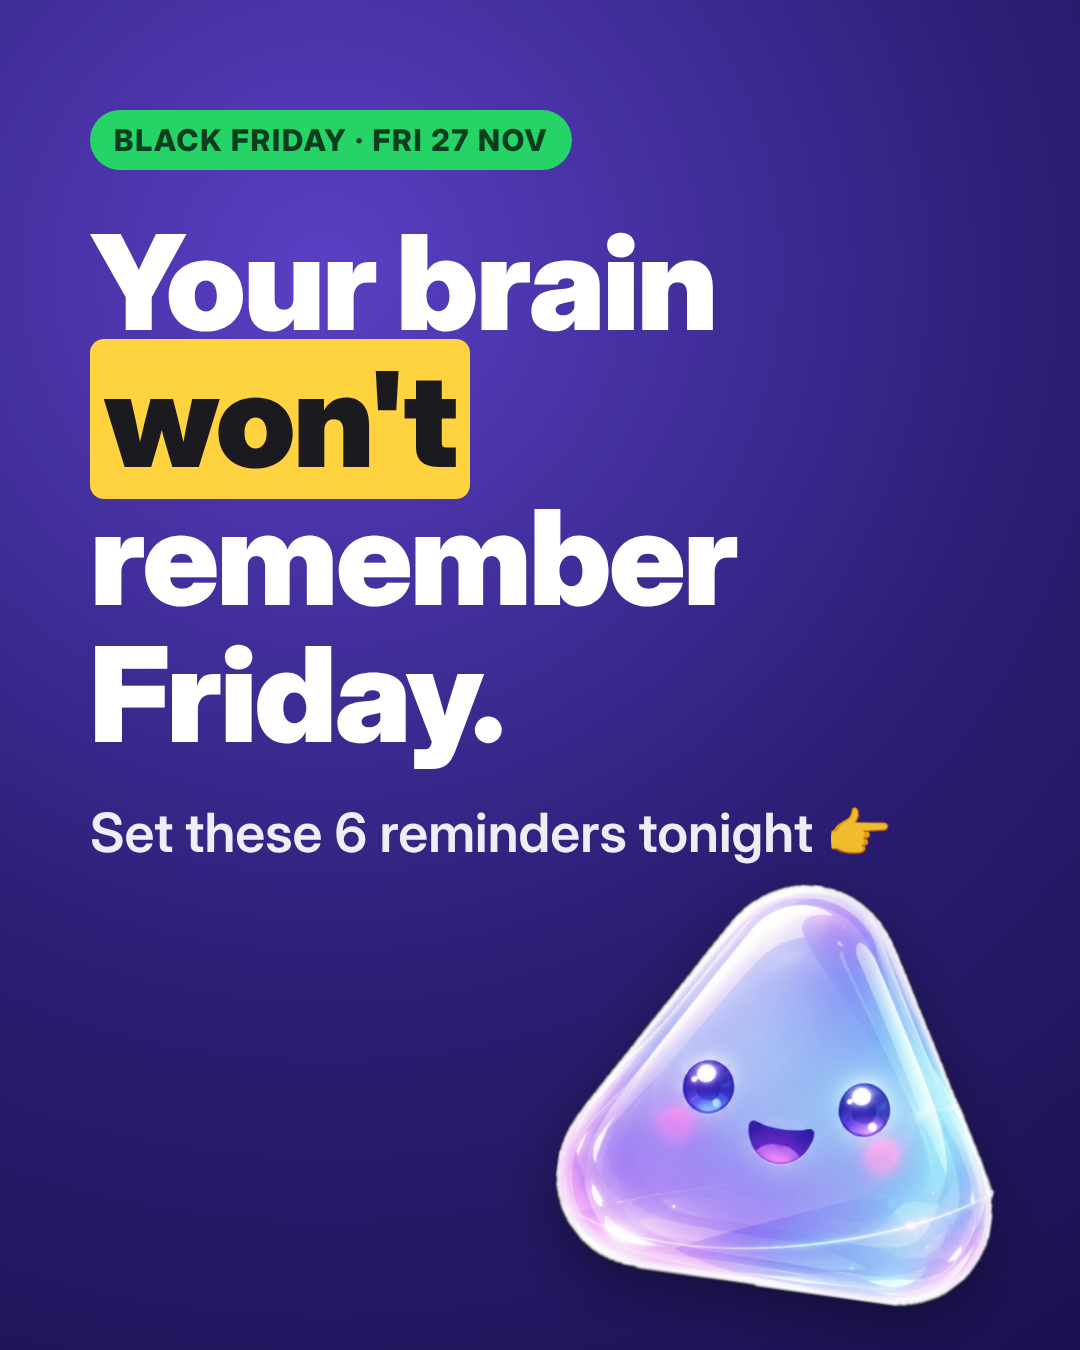 BLACK FRIDAY · FRI 27 NOV
Your brain
won't
remember
Friday.
Set these 6 reminders tonight 👉